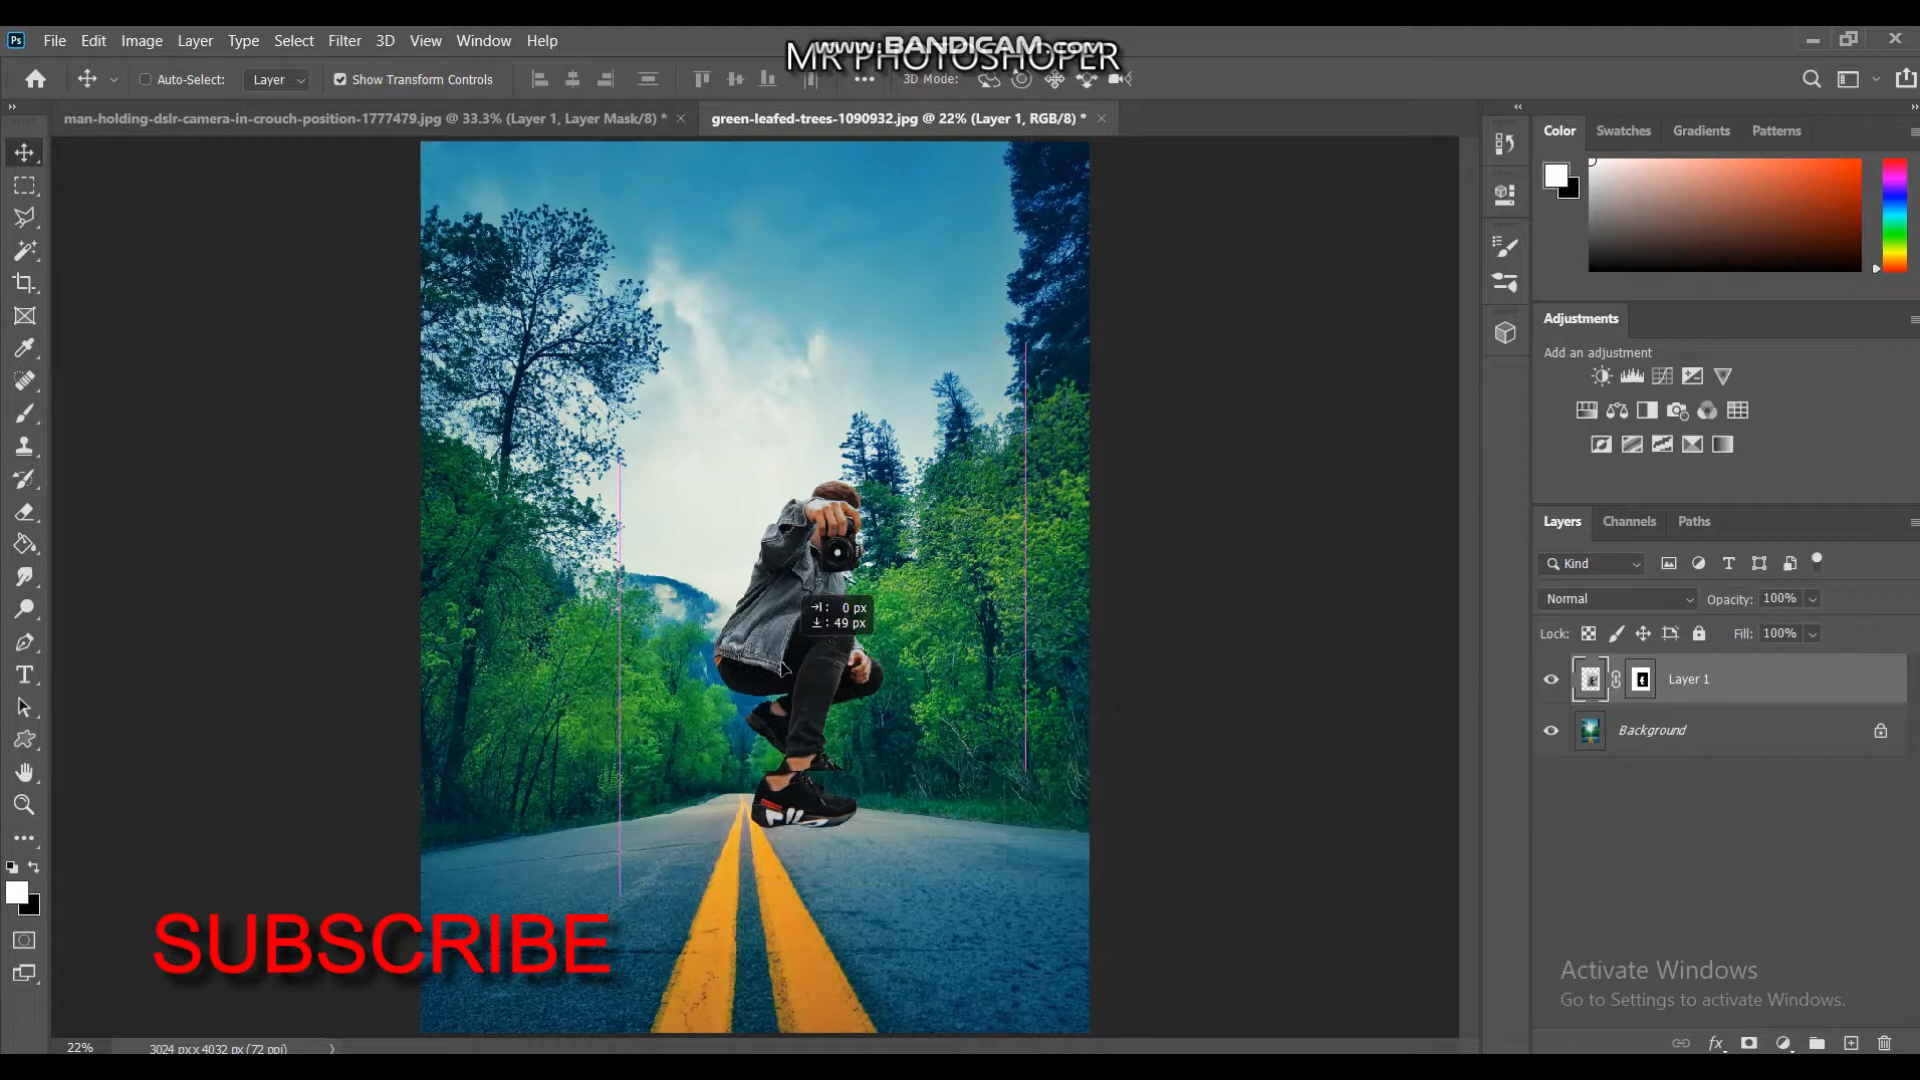 www.BANDICAM.com
MR PHOTOSHOPER
Ps File Edit Image Layer Type Select Filter 3D View Window Help
Auto-Select: Layer Show Transform Controls 3D Mode:
man-holding-dslr-camera-in-crouch-position-1777479.jpg @ 33.3% (Layer 1, Layer Mask/8) * green-leafed-trees-1090932.jpg @ 22% (Layer 1, RGB/8) *
Color Swatches Gradients Patterns
Adjustments
Add an adjustment
Layers Channels Paths
Kind
Normal Opacity: 100%
Lock: Fill: 100%
Layer 1
Background
0 px
49 px
SUBSCRIBE
Activate Windows
Go to Settings to activate Windows.
22% 3024 px x 4032 px (72 ppi)
fx